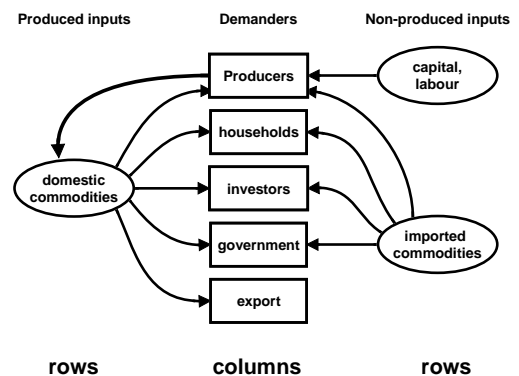 Produced inputs
Demanders
Non-produced inputs
Producers
capital,
labour
households
domestic
commodities
investors
government
imported
commodities
export
rows
columns
rows